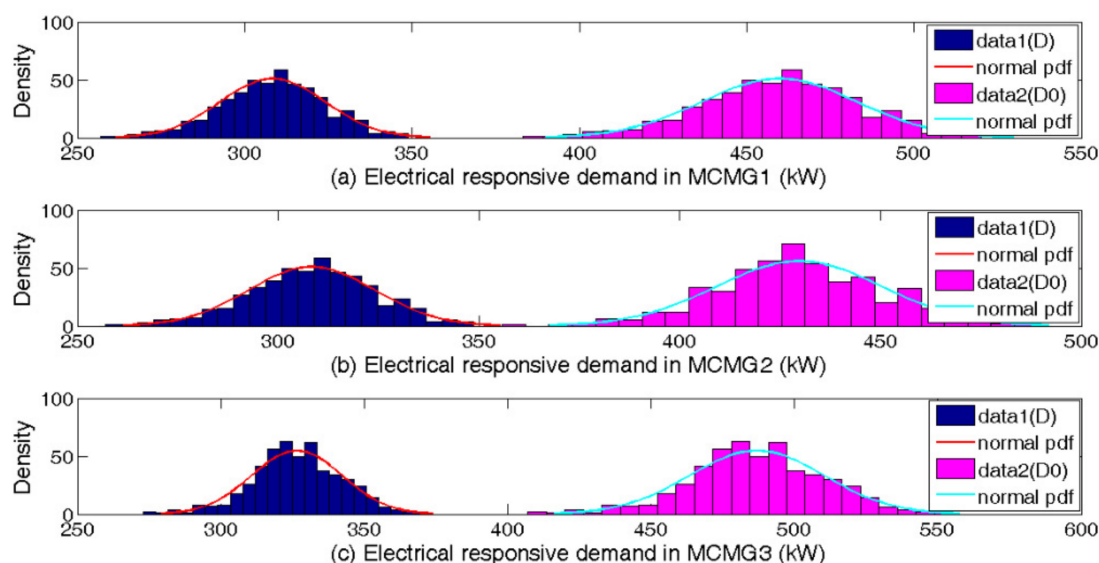 100
50
0
Density
250
300
350
400
450
500
550
data1(D)
normal pdf
data2(D0)
normal pdf
(a) Electrical responsive demand in MCMG1 (kW)
100
50
0
Density
250
300
350
400
450
500
data1(D)
normal pdf
data2(D0)
normal pdf
(b) Electrical responsive demand in MCMG2 (kW)
100
50
0
Density
250
300
350
400
450
500
550
600
data1(D)
normal pdf
data2(D0)
normal pdf
(c) Electrical responsive demand in MCMG3 (kW)